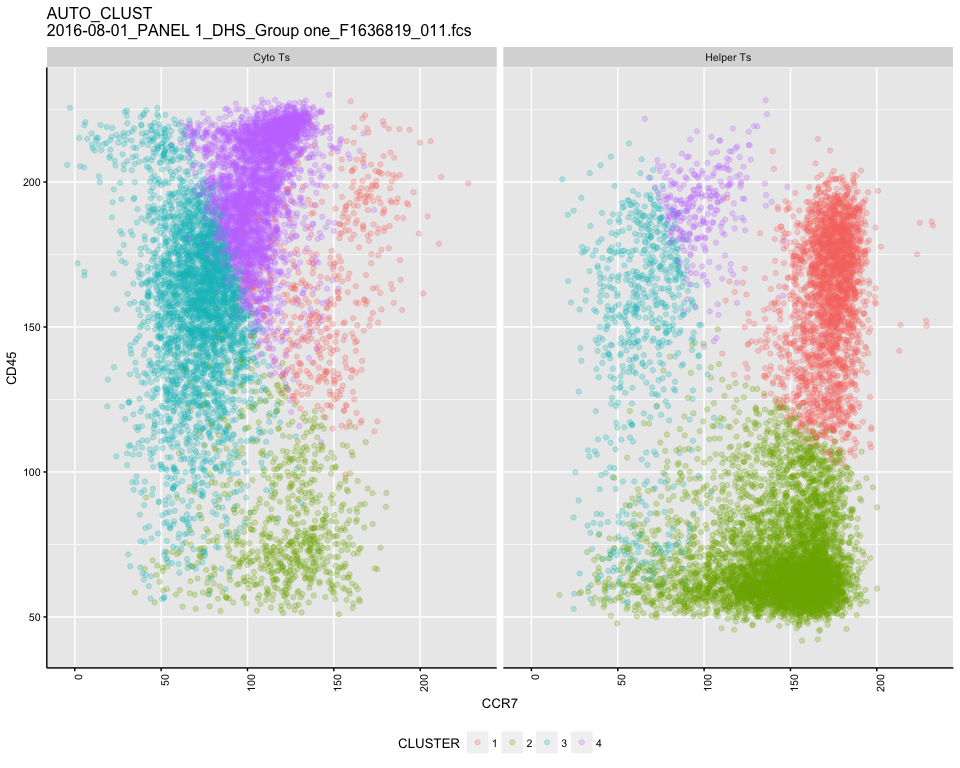 AUTO_CLUST
2016-08-01_PANEL 1_DHS_Group one_F1636819_011.fcs
Cyto Ts
Helper Ts
200
150
100
50
CD45
0
50
100
150
200
0
50
100
150
200
CCR7
CLUSTER
1
2
3
4